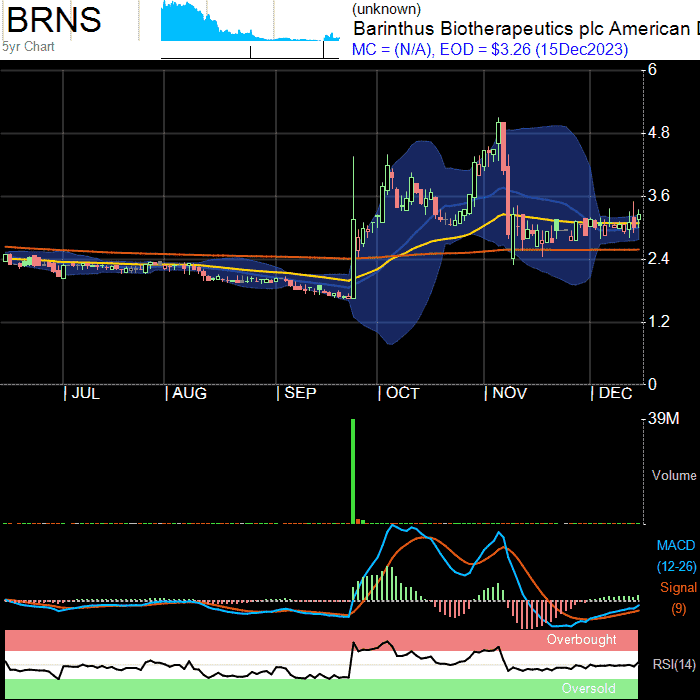 BRNS
5yr Chart
(unknown)
Barinthus Biotherapeutics plc American
MC = (N/A), EOD = $3.26 (15Dec2023)
6
4.8
3.6
2.4
1.2
0
JUL AUG SEP OCT NOV DEC
39M
Volume
MACD
(12-26)
Signal
(9)
Overbought
RSI(14)
Oversold